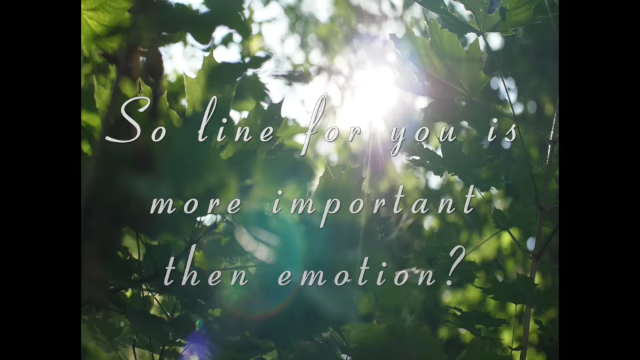 So line for you is
more important
then emotion?